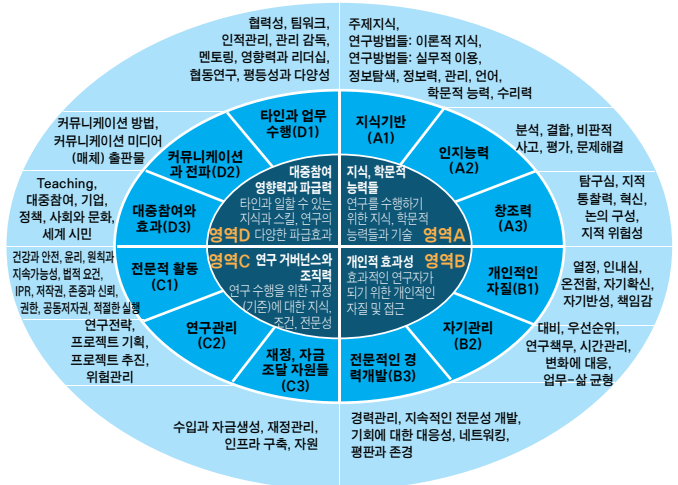 협력성, 팀워크,
인적관리, 관리 감독,
멘토링, 영향력과 리더십,
협동연구, 평등성과 다양성
주제지식,
연구방법들: 이론적 지식,
연구방법들: 실무적 이용,
정보탐색, 정보력, 관리, 언어,
학문적 능력, 수리력
타인과 업무
수행(D1)
지식기반
(A1)
커뮤니케이션 방법,
커뮤니케이션 미디어
(매체) 출판물
커뮤니케이션
과 전파(D2)
인지능력
(A2)
분석, 결합, 비판적
사고, 평가, 문제해결
Teaching,
대중참여, 기업,
정책, 사회와 문화,
세계 시민
대중참여와
효과(D3)
창조력
(A3)
탐구심, 지적
통찰력, 혁신,
논의 구성,
지적 위험성
대중참여
영향력과 파급력
타인과 일할 수 있는
지식과 스킬, 연구의
다양한 파급효과
영역D
지식, 학문적
능력들
연구를 수행하기
위한 지식, 학문적
능력들과 기술
영역A
영역C
연구 거버넌스와
조직력
연구 수행을 위한 규정
(기준)에 대한 지식,
조건, 전문성
개인적 효과성
영역B
효과적인 연구자가
되기 위한 개인적인
자질 및 접근
건강과 안전, 윤리, 원칙과
지속가능성, 법적 요건,
IPR, 저작권, 존중과 신뢰,
권한, 공동저자권, 적절한 실행
전문적 활동
(C1)
개인적인
자질(B1)
열정, 인내심,
온전함, 자기확신,
자기반성, 책임감
연구전략,
프로젝트 기획,
프로젝트 추진,
위험관리
연구관리
(C2)
자기관리
(B2)
대비, 우선순위,
연구책무, 시간관리,
변화에 대응,
업무-삶 균형
재정, 자금
조달 자원들
(C3)
전문적인 경
력개발(B3)
수입과 자금생성, 재정관리,
인프라 구축, 자원
경력관리, 지속적인 전문성 개발,
기회에 대한 대응성, 네트워킹,
평판과 존경